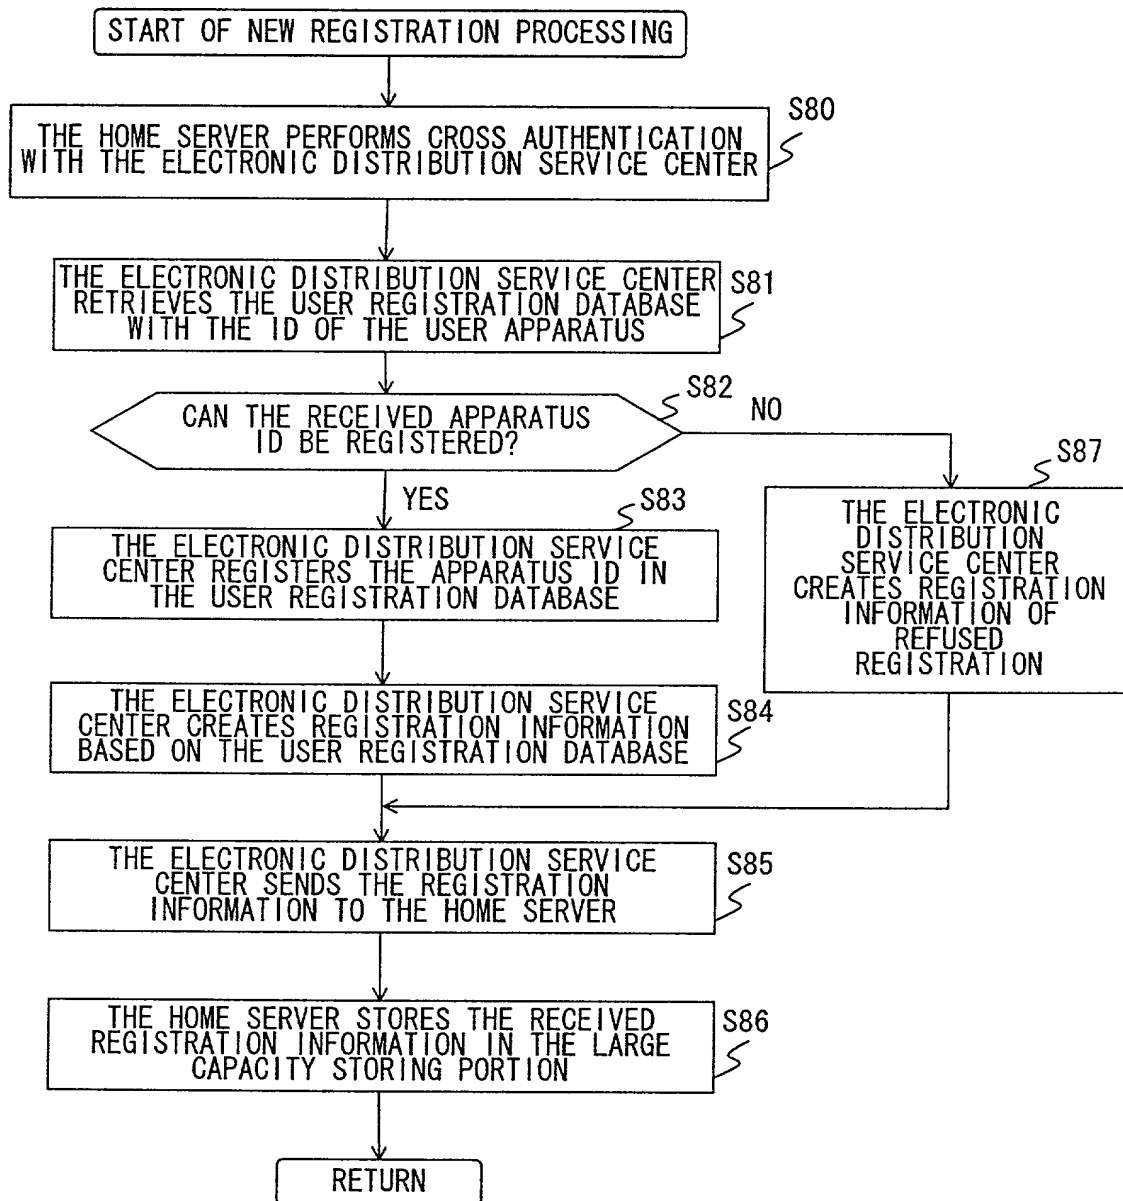 START OF NEW REGISTRATION PROCESSING
S80
THE HOME SERVER PERFORMS CROSS AUTHENTICATION
WITH THE ELECTRONIC DISTRIBUTION SERVICE CENTER
S81
THE ELECTRONIC DISTRIBUTION SERVICE CENTER
RETRIEVES THE USER REGISTRATION DATABASE
WITH THE ID OF THE USER APPARATUS
S82
CAN THE RECEIVED APPARATUS
ID BE REGISTERED?
NO
YES
S87
THE ELECTRONIC
DISTRIBUTION
SERVICE CENTER
CREATES REGISTRATION
INFORMATION OF
REFUSED
REGISTRATION
S83
THE ELECTRONIC DISTRIBUTION SERVICE
CENTER REGISTERS THE APPARATUS ID IN
THE USER REGISTRATION DATABASE
THE ELECTRONIC DISTRIBUTION SERVICE
CENTER CREATES REGISTRATION INFORMATION
BASED ON THE USER REGISTRATION DATABASE
S84
THE ELECTRONIC DISTRIBUTION SERVICE
CENTER SENDS THE REGISTRATION
INFORMATION TO THE HOME SERVER
S85
THE HOME SERVER STORES THE RECEIVED
REGISTRATION INFORMATION IN THE LARGE
CAPACITY STORING PORTION
S86
RETURN